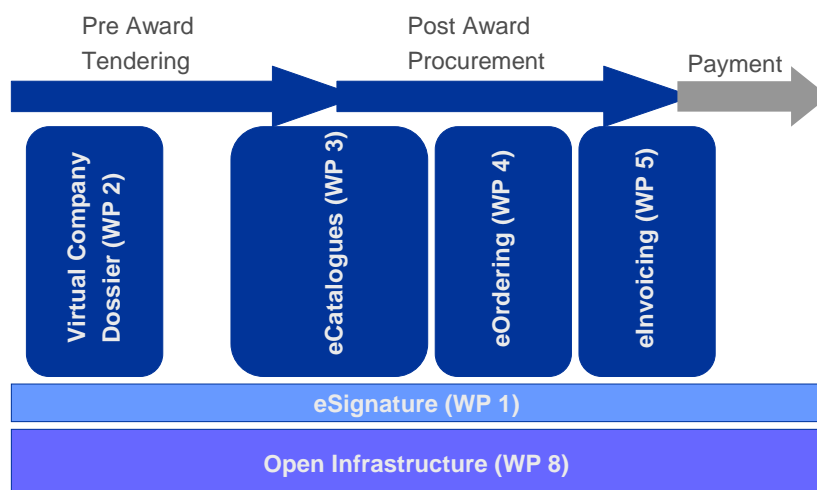 Pre Award
Tendering
Post Award
Procurement
Payment
Virtual Company
Dossier (WP 2)
eCatalogues (WP 3)
eOrdering (WP 4)
eInvoicing (WP 5)
eSignature (WP 1)
Open Infrastructure (WP 8)